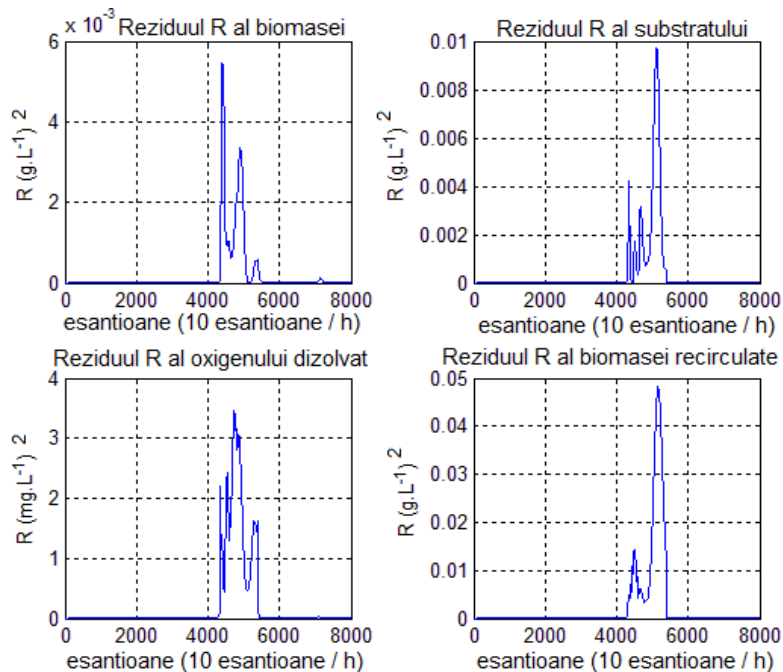 x 10⁻³ Reziduul R al biomasei
6
4
2
0
R (g.L⁻¹) ²
0 2000 4000 6000 8000
esantioane (10 esantioane / h)
Reziduul R al substratului
0.01
0.008
0.006
0.004
0.002
0
R (g.L⁻¹) ²
0 2000 4000 6000 8000
esantioane (10 esantioane / h)
Reziduul R al oxigenului dizolvat
4
3
2
1
0
R (mg.L⁻¹) ²
0 2000 4000 6000 8000
esantioane (10 esantioane / h)
Reziduul R al biomasei recirculate
0.05
0.04
0.03
0.02
0.01
0
R (g.L⁻¹) ²
0 2000 4000 6000 8000
esantioane (10 esantioane / h)